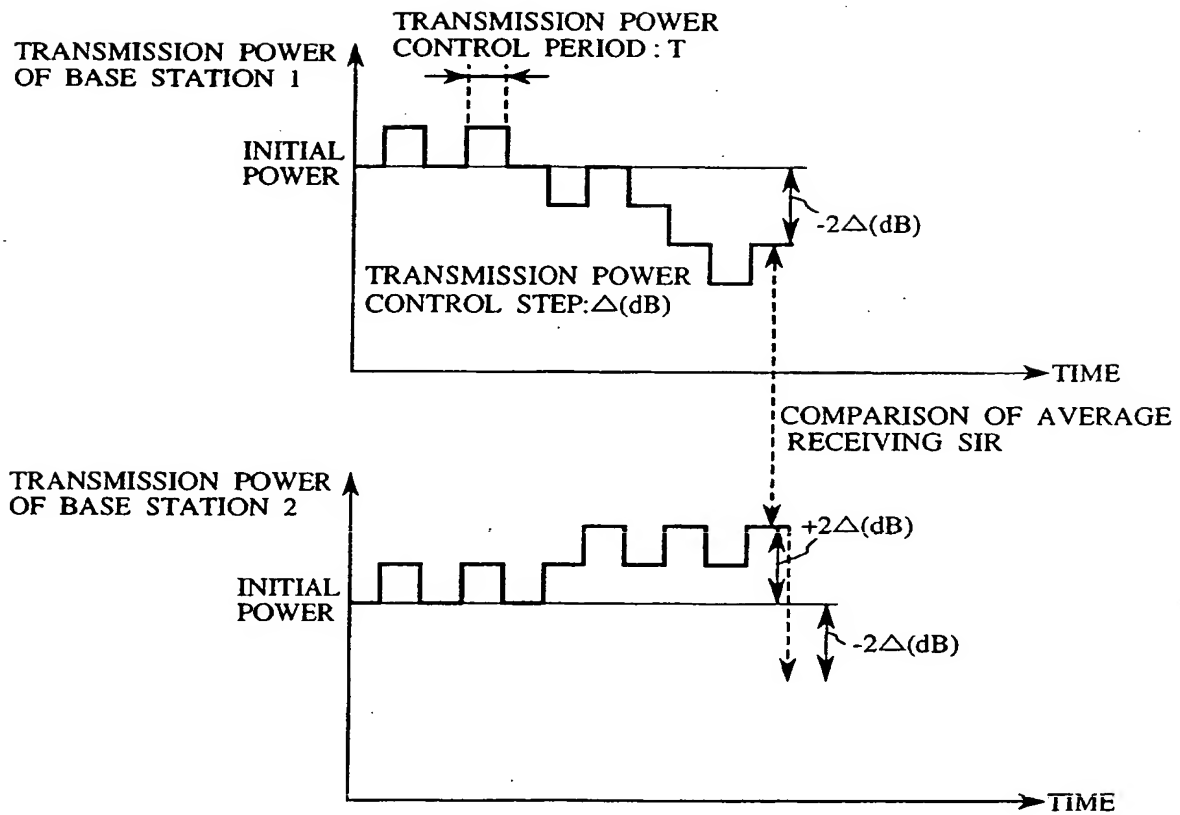 TRANSMISSION POWER
CONTROL PERIOD : T
TRANSMISSION POWER
OF BASE STATION 1
INITIAL
POWER
-2△(dB)
TRANSMISSION POWER
CONTROL STEP:△(dB)
TIME
COMPARISON OF AVERAGE
RECEIVING SIR
TRANSMISSION POWER
OF BASE STATION 2
+2△(dB)
INITIAL
POWER
-2△(dB)
TIME